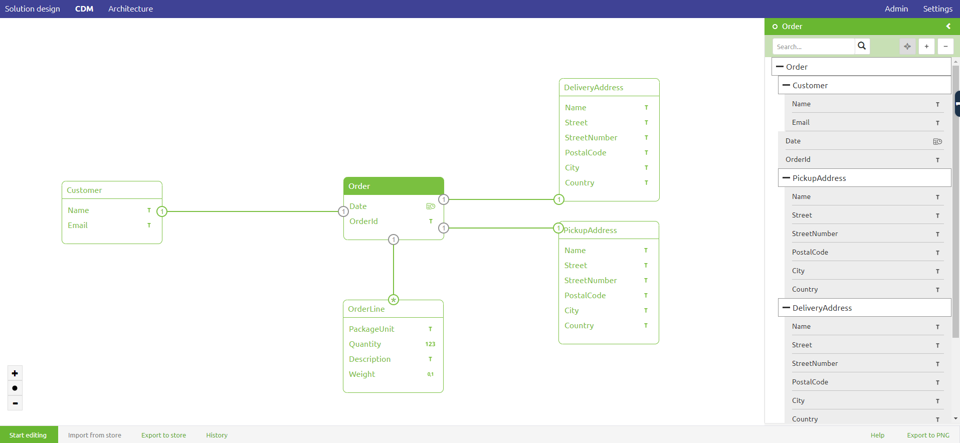 Solution design CDM Architecture Admin Settings
Order
Search...
+ -
Customer
Name T
Email T
Order
Date
OrderId T
1 1 1 1 1 1 1 *
DeliveryAddress
Name T
Street T
StreetNumber T
PostalCode T
City T
Country T
PickupAddress
Name T
Street T
StreetNumber T
PostalCode T
City T
Country T
OrderLine
PackageUnit T
Quantity 123
Description T
Weight 0.1
Order
Customer
Name T
Email T
Date
OrderId T
PickupAddress
Name T
Street T
StreetNumber T
PostalCode T
City T
Country T
DeliveryAddress
Name T
Street T
StreetNumber T
PostalCode T
City T
Country T
Start editing Import from store Export to store History Help Export to PNG